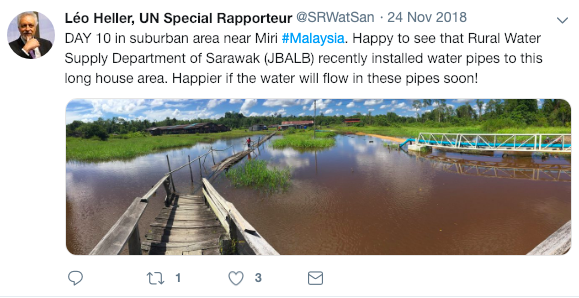 Léo Heller, UN Special Rapporteur @SRWatSan · 24 Nov 2018
DAY 10 in suburban area near Miri #Malaysia. Happy to see that Rural Water
Supply Department of Sarawak (JBALB) recently installed water pipes to this
long house area. Happier if the water will flow in these pipes soon!
1 3